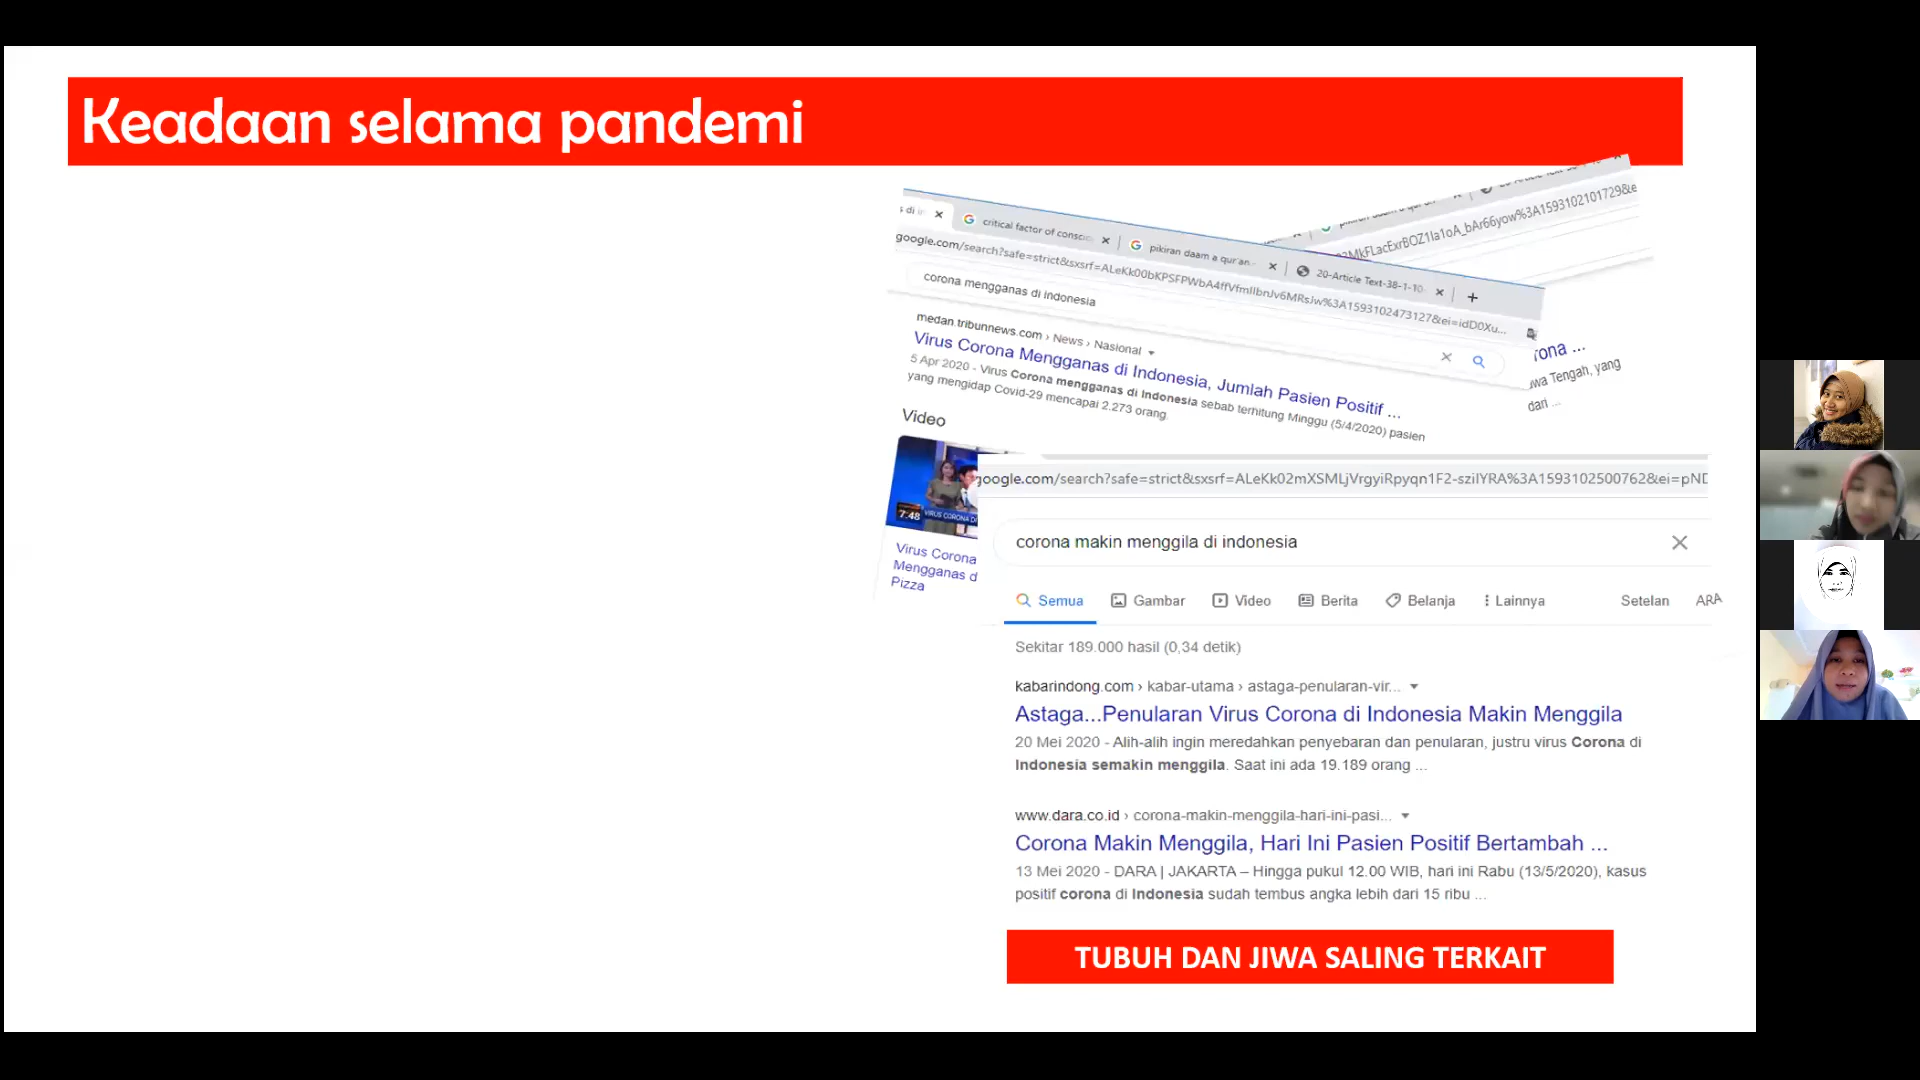 Keadaan selama pandemi
critical factor of consci
pikiran daam a qur'an -
20-Article Text-38-1-10-
google.com/search?safe=strict&sxsrf=ALeKk00bKPSFPWbA4ffVfmIIbnJv6MRsJw%3A1593102473127&ei=idD0Xu...
corona mengganas di indonesia
medan.tribunnews.com › News › Nasional
Virus Corona Mengganas di Indonesia, Jumlah Pasien Positif ...
5 Apr 2020 - Virus Corona mengganas di Indonesia sebab terhitung Minggu (5/4/2020) pasien
yang mengidap Covid-29 mencapai 2.273 orang.
rona ...
wa Tengah, yang
dari ...
Video
7:48
VIRUS CORONA DI
Virus Corona
Mengganas d
Pizza
google.com/search?safe=strict&sxsrf=ALeKk02mXSMLjVrgyiRpyqn1F2-szilYRA%3A1593102500762&ei=pND
corona makin menggila di indonesia
Semua Gambar Video Berita Belanja Lainnya Setelan
Sekitar 189.000 hasil (0,34 detik)
kabarindong.com › kabar-utama › astaga-penularan-vir...
Astaga...Penularan Virus Corona di Indonesia Makin Menggila
20 Mei 2020 - Alih-alih ingin meredahkan penyebaran dan penularan, justru virus Corona di
Indonesia semakin menggila. Saat ini ada 19.189 orang ...
www.dara.co.id › corona-makin-menggila-hari-ini-pasi...
Corona Makin Menggila, Hari Ini Pasien Positif Bertambah ...
13 Mei 2020 - DARA | JAKARTA – Hingga pukul 12.00 WIB, hari ini Rabu (13/5/2020), kasus
positif corona di Indonesia sudah tembus angka lebih dari 15 ribu ...
TUBUH DAN JIWA SALING TERKAIT